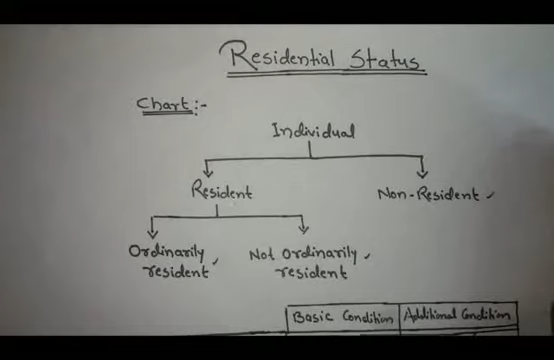 Residential Status
Chart:-
Individual
Resident
Non-Resident
Ordinarily
resident
Not Ordinarily
resident
Basic Condition
Additional Condition